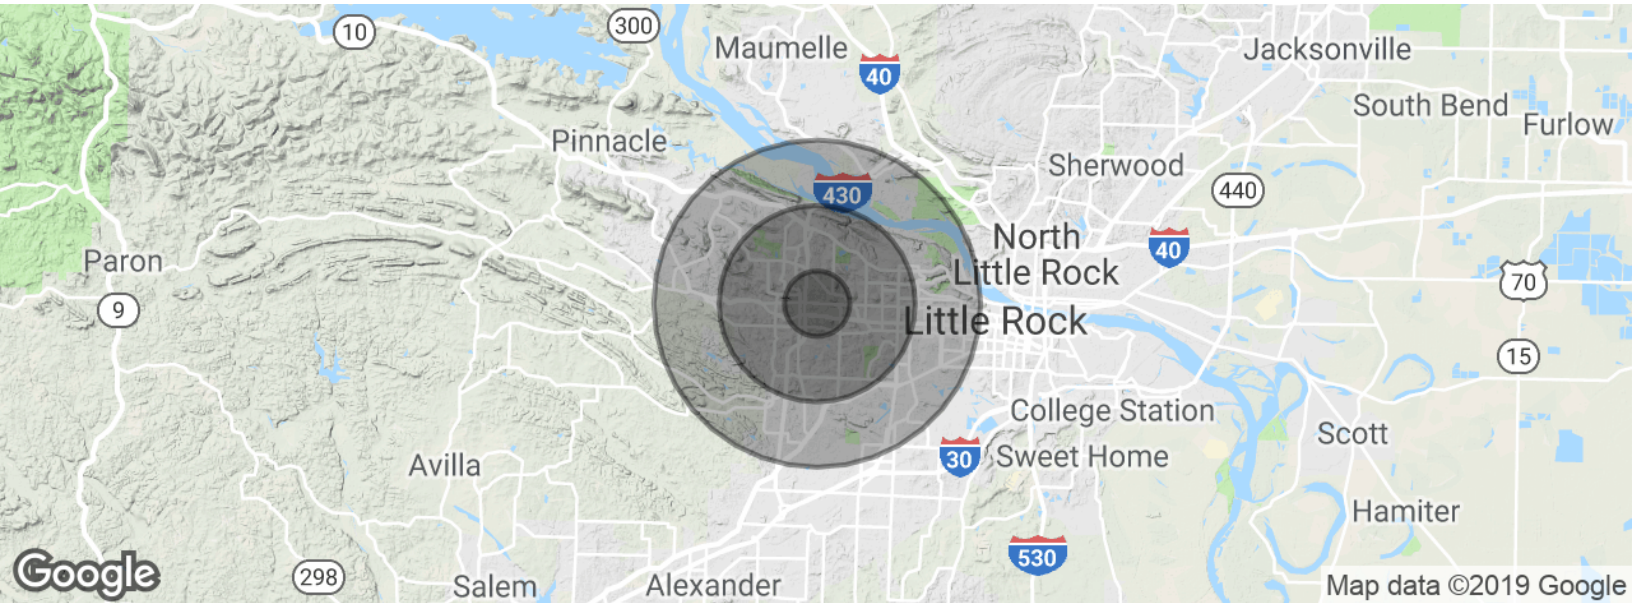 10
300
Maumelle
40
Jacksonville
South Bend
Furlow
Pinnacle
Sherwood
430
440
North
Little Rock
40
Paron
9
70
Little Rock
15
College Station
Scott
Avilla
30
Sweet Home
Hamiter
530
Google
298
Salem
Alexander
Map data ©2019 Google